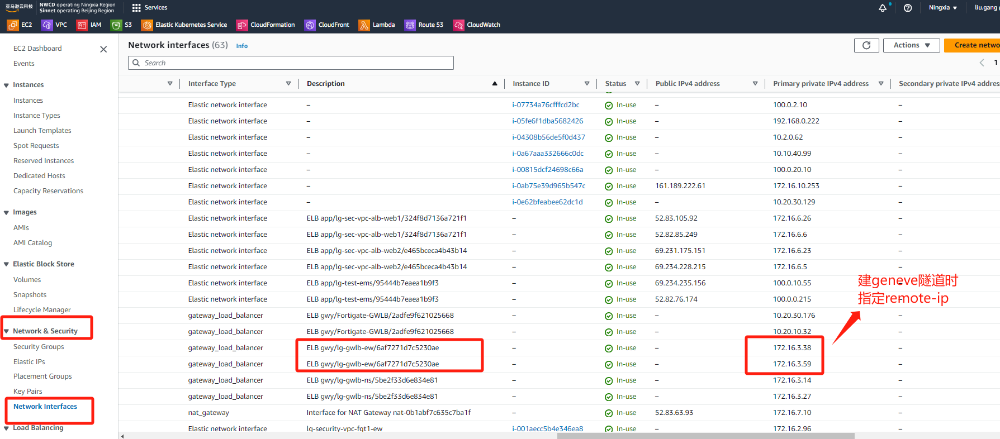 亚马逊云科技
NWCD operating Ningxia Region
Sinnet operating Beijing Region
Services
Ningxia ▼
liu.gang
EC2 VPC IAM S3 Elastic Kubernetes Service CloudFormation CloudFront Lambda Route 53 CloudWatch
EC2 Dashboard
Events
Instances
Instances
Instance Types
Launch Templates
Spot Requests
Reserved Instances
Dedicated Hosts
Capacity Reservations
Images
AMIs
AMI Catalog
Elastic Block Store
Volumes
Snapshots
Lifecycle Manager
Network & Security
Security Groups
Elastic IPs
Placement Groups
Key Pairs
Network Interfaces
Load Balancing
Network interfaces (63) Info
Actions ▼
Create netwo
Search
1
Interface Type Description Instance ID Status Public IPv4 address Primary private IPv4 address Secondary private IPv4 addres
Elastic network interface – i-07734a76cfffcd2bc In-use – 100.0.2.10 –
Elastic network interface – i-05fe6f1dba5682426 In-use – 192.168.0.222 –
Elastic network interface – i-04308b56de5f0d437 In-use – 10.2.0.62 –
Elastic network interface – i-0a67aaa332666c0dc In-use – 10.10.40.99 –
Elastic network interface – i-00815dcf24698c66a In-use – 100.0.20.10 –
Elastic network interface – i-0ab75e39d965b547c In-use 161.189.222.61 172.16.10.253 –
Elastic network interface – i-0e62bfeabee62dc1d In-use – 10.20.30.129 –
Elastic network interface ELB app/lg-sec-vpc-alb-web1/324f8d7136a721f1 – In-use 52.83.105.92 172.16.6.26 –
Elastic network interface ELB app/lg-sec-vpc-alb-web1/324f8d7136a721f1 – In-use 52.82.85.249 172.16.6.6 –
Elastic network interface ELB app/lg-sec-vpc-alb-web2/e465bceca4b43b14 – In-use 69.231.175.151 172.16.6.23 –
Elastic network interface ELB app/lg-sec-vpc-alb-web2/e465bceca4b43b14 – In-use 69.234.228.215 172.16.6.5 –
Elastic network interface ELB app/lg-test-ems/95444b7eaea1b9f3 – In-use 69.234.235.156 100.0.10.55 –
Elastic network interface ELB app/lg-test-ems/95444b7eaea1b9f3 – In-use 52.82.76.174 100.0.0.215 –
gateway_load_balancer ELB gwy/Fortigate-GWLB/2adfe9f621025668 – In-use – 10.20.30.176 –
gateway_load_balancer ELB gwy/Fortigate-GWLB/2adfe9f621025668 – In-use – 10.20.10.32 –
gateway_load_balancer ELB gwy/lg-gwlb-ew/6af7271d7c5230ae – In-use – 172.16.3.38 –
gateway_load_balancer ELB gwy/lg-gwlb-ew/6af7271d7c5230ae – In-use – 172.16.3.59 –
gateway_load_balancer ELB gwy/lg-gwlb-ns/5be2f33d6e834e81 – In-use – 172.16.3.14 –
gateway_load_balancer ELB gwy/lg-gwlb-ns/5be2f33d6e834e81 – In-use – 172.16.3.27 –
nat_gateway Interface for NAT Gateway nat-0b1abf7c635c7ba1f – In-use 52.83.63.93 172.16.7.10 –
Elastic network interface lg-security-vpc-fgt1-ew i-001aecc5b4e346ea8 In-use – 172.16.2.96 –
建geneve隧道时
指定remote-ip